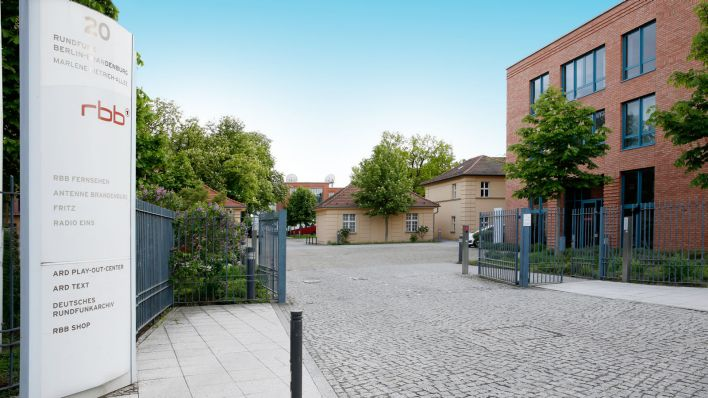 20
RUNDFUNK
BERLIN-BRANDENBURG
MARLENE-DIETRICH-ALLEE
rbb
RBB FERNSEHEN
ANTENNE BRANDENBURG
FRITZ
RADIO EINS
ARD PLAY-OUT-CENTER
ARD TEXT
DEUTSCHES
RUNDFUNKARCHIV
RBB SHOP